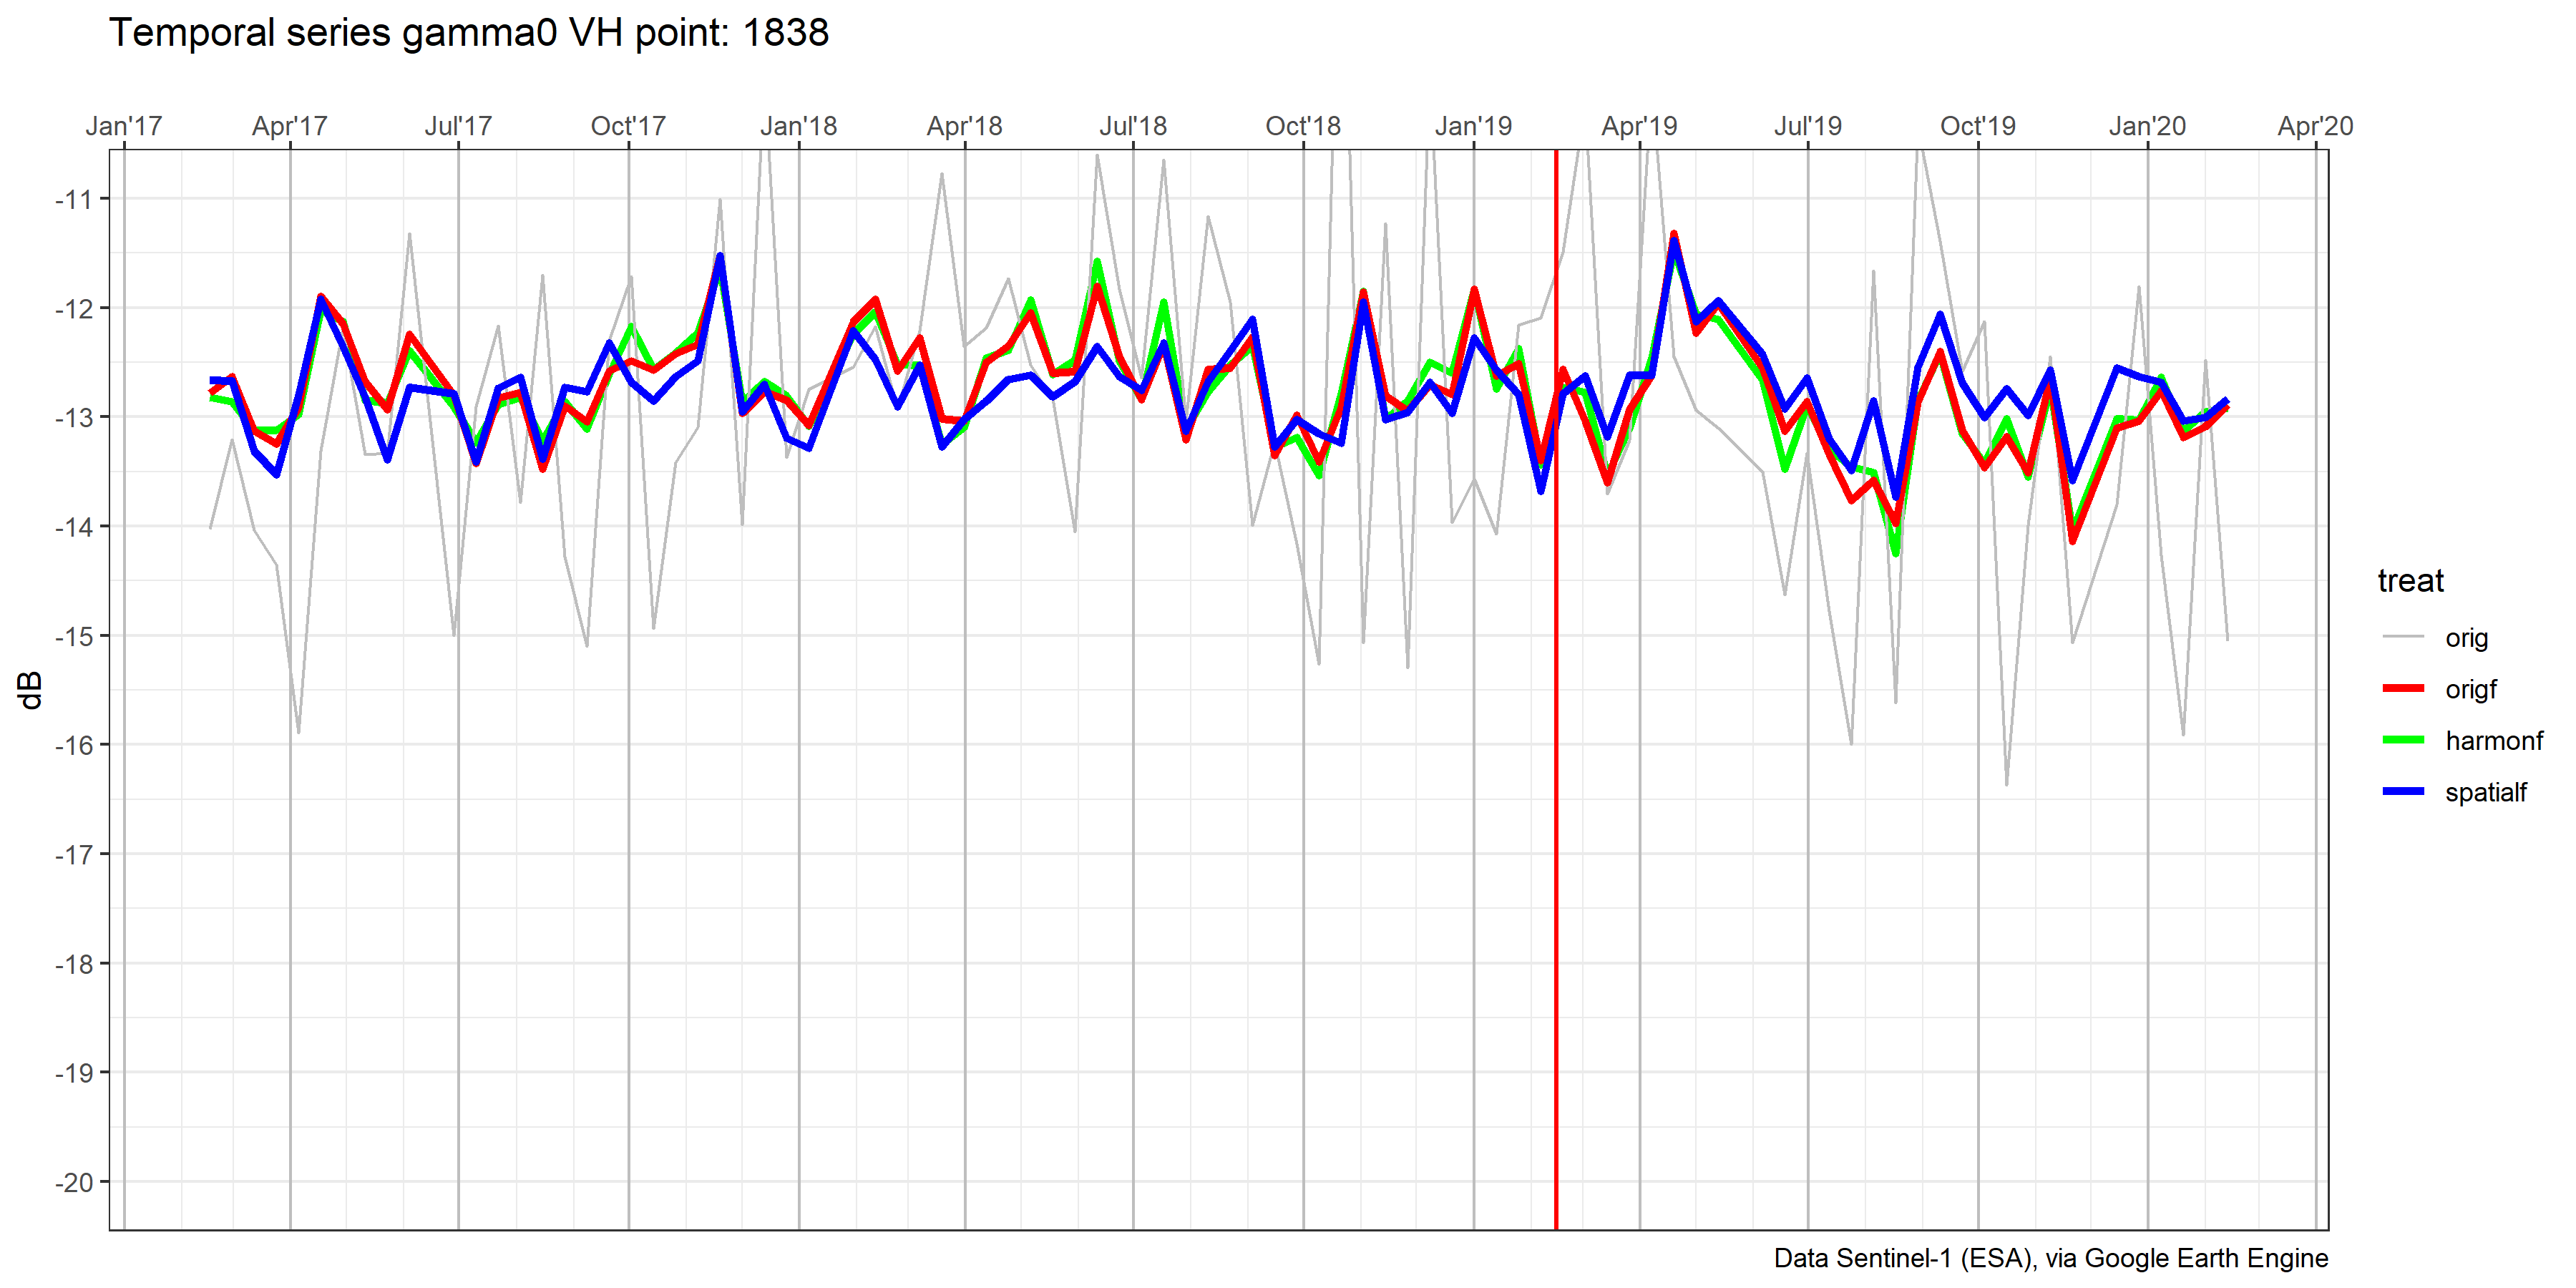 Temporal series gamma0 VH point: 1838
Jan'17 Apr'17 Jul'17 Oct'17 Jan'18 Apr'18 Jul'18 Oct'18 Jan'19 Apr'19 Jul'19 Oct'19 Jan'20 Apr'20
-11
-12
-13
-14
-15
-16
-17
-18
-19
-20
dB
treat
orig
origf
harmonf
spatialf
Data Sentinel-1 (ESA), via Google Earth Engine